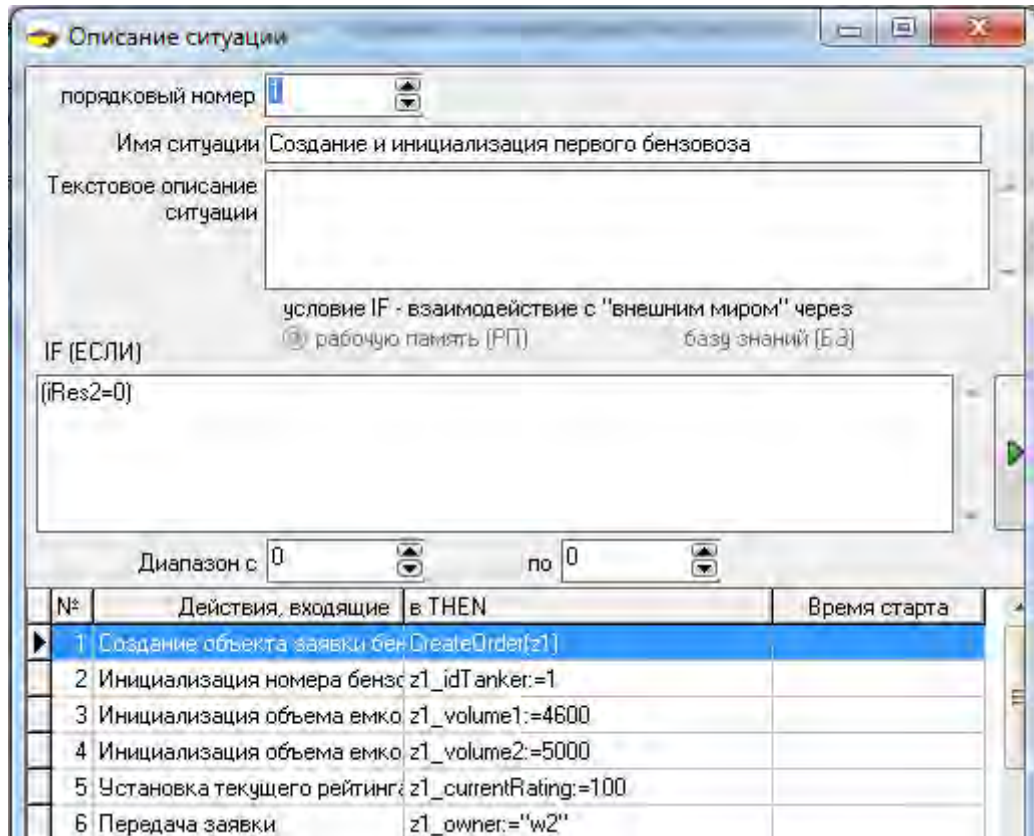 Описание ситуации
порядковый номер 1
Имя ситуации Создание и инициализация первого бензовоза
Текстовое описание
ситуации
условие IF - взаимодействие с "внешним миром" через
рабочую память (РП) базу знаний (БЗ)
IF (ЕСЛИ)
(iRes2=0)
Диапазон с 0 по 0
№ Действия, входящие в THEN Время старта
1 Создание объекта заявки бен CreateOrder(z1)
2 Инициализация номера бензо z1_idTanker:=1
3 Инициализация объема емко z1_volume1:=4600
4 Инициализация объема емко z1_volume2:=5000
5 Установка текущего рейтинга z1_currentRating:=100
6 Передача заявки z1_owner:="w2"